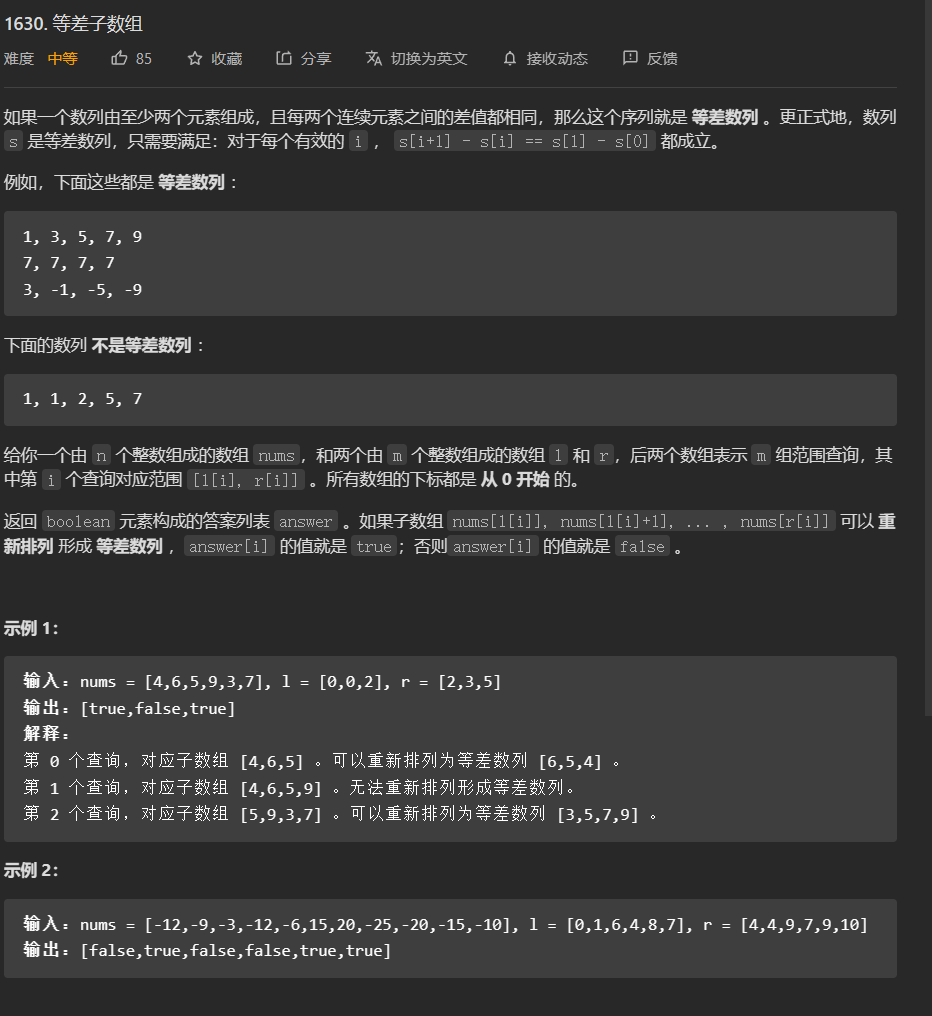 1630. 等差子数组
难度 中等 85 收藏 分享 切换为英文 接收动态 反馈
如果一个数列由至少两个元素组成，且每两个连续元素之间的差值都相同，那么这个序列就是 等差数列 。更正式地，数列
s 是等差数列，只需要满足：对于每个有效的 i ， s[i+1] - s[i] == s[1] - s[0] 都成立。
例如，下面这些都是 等差数列 ：
1, 3, 5, 7, 9
7, 7, 7, 7
3, -1, -5, -9
下面的数列 不是等差数列 ：
1, 1, 2, 5, 7
给你一个由 n 个整数组成的数组 nums，和两个由 m 个整数组成的数组 l 和 r，后两个数组表示 m 组范围查询，其
中第 i 个查询对应范围 [l[i], r[i]] 。所有数组的下标都是 从 0 开始 的。
返回 boolean 元素构成的答案列表 answer 。如果子数组 nums[l[i]], nums[l[i]+1], ... , nums[r[i]] 可以 重
新排列 形成 等差数列 ， answer[i] 的值就是 true；否则 answer[i] 的值就是 false 。
示例 1：
输入：nums = [4,6,5,9,3,7], l = [0,0,2], r = [2,3,5]
输出：[true,false,true]
解释：
第 0 个查询，对应子数组 [4,6,5] 。可以重新排列为等差数列 [6,5,4] 。
第 1 个查询，对应子数组 [4,6,5,9] 。无法重新排列形成等差数列。
第 2 个查询，对应子数组 [5,9,3,7] 。可以重新排列为等差数列 [3,5,7,9] 。
示例 2：
输入：nums = [-12,-9,-3,-12,-6,15,20,-25,-20,-15,-10], l = [0,1,6,4,8,7], r = [4,4,9,7,9,10]
输出：[false,true,false,false,true,true]